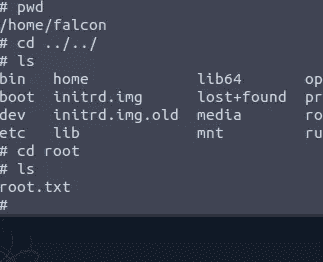 # pwd
/home/falcon
# cd ../../
# ls
bin home lib64 op
boot initrd.img lost+found pr
dev initrd.img.old media ro
etc lib mnt ru
# cd root
# ls
root.txt
#